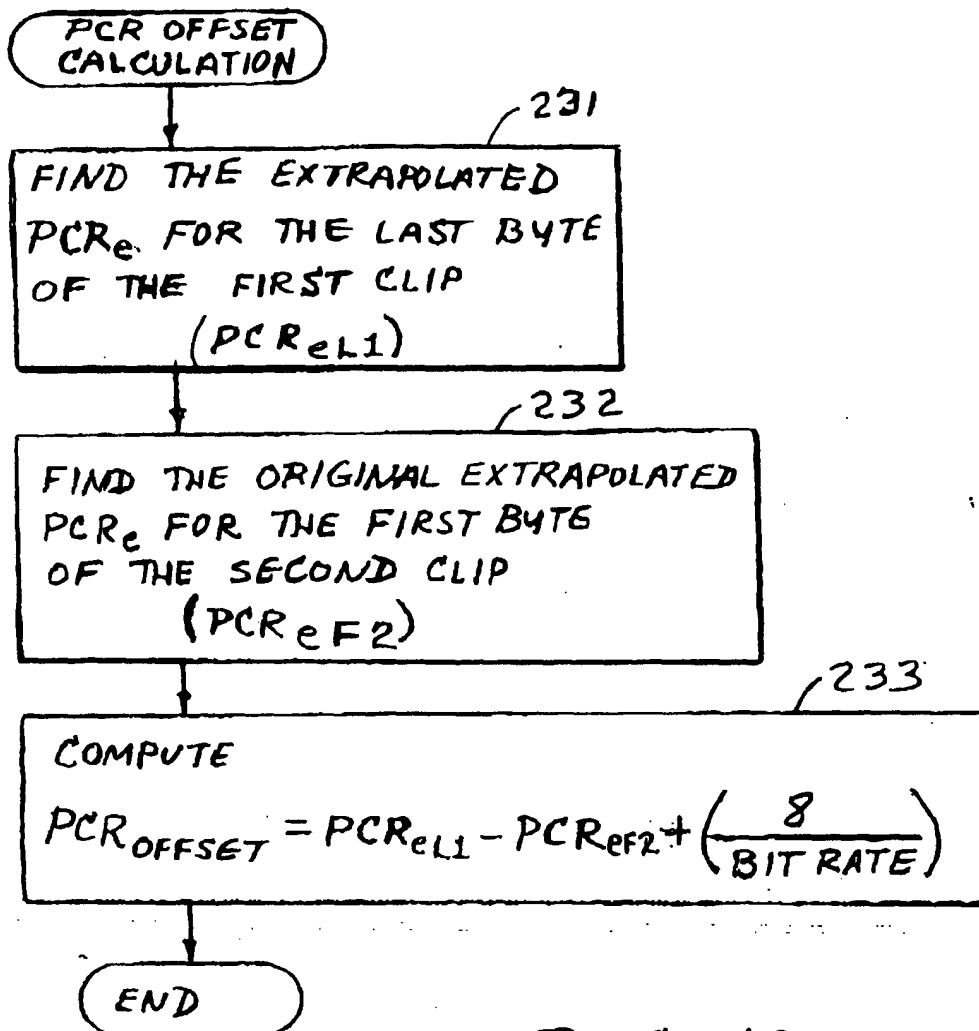 PCR OFFSET
CALCULATION
231
FIND THE EXTRAPOLATED
PCRe FOR THE LAST BYTE
OF THE FIRST CLIP
(PCReL1)
232
FIND THE ORIGINAL EXTRAPOLATED
PCRe FOR THE FIRST BYTE
OF THE SECOND CLIP
(PCReF2)
233
COMPUTE
PCROFFSET = PCReL1 - PCReF2 + (8 / BIT RATE)
END